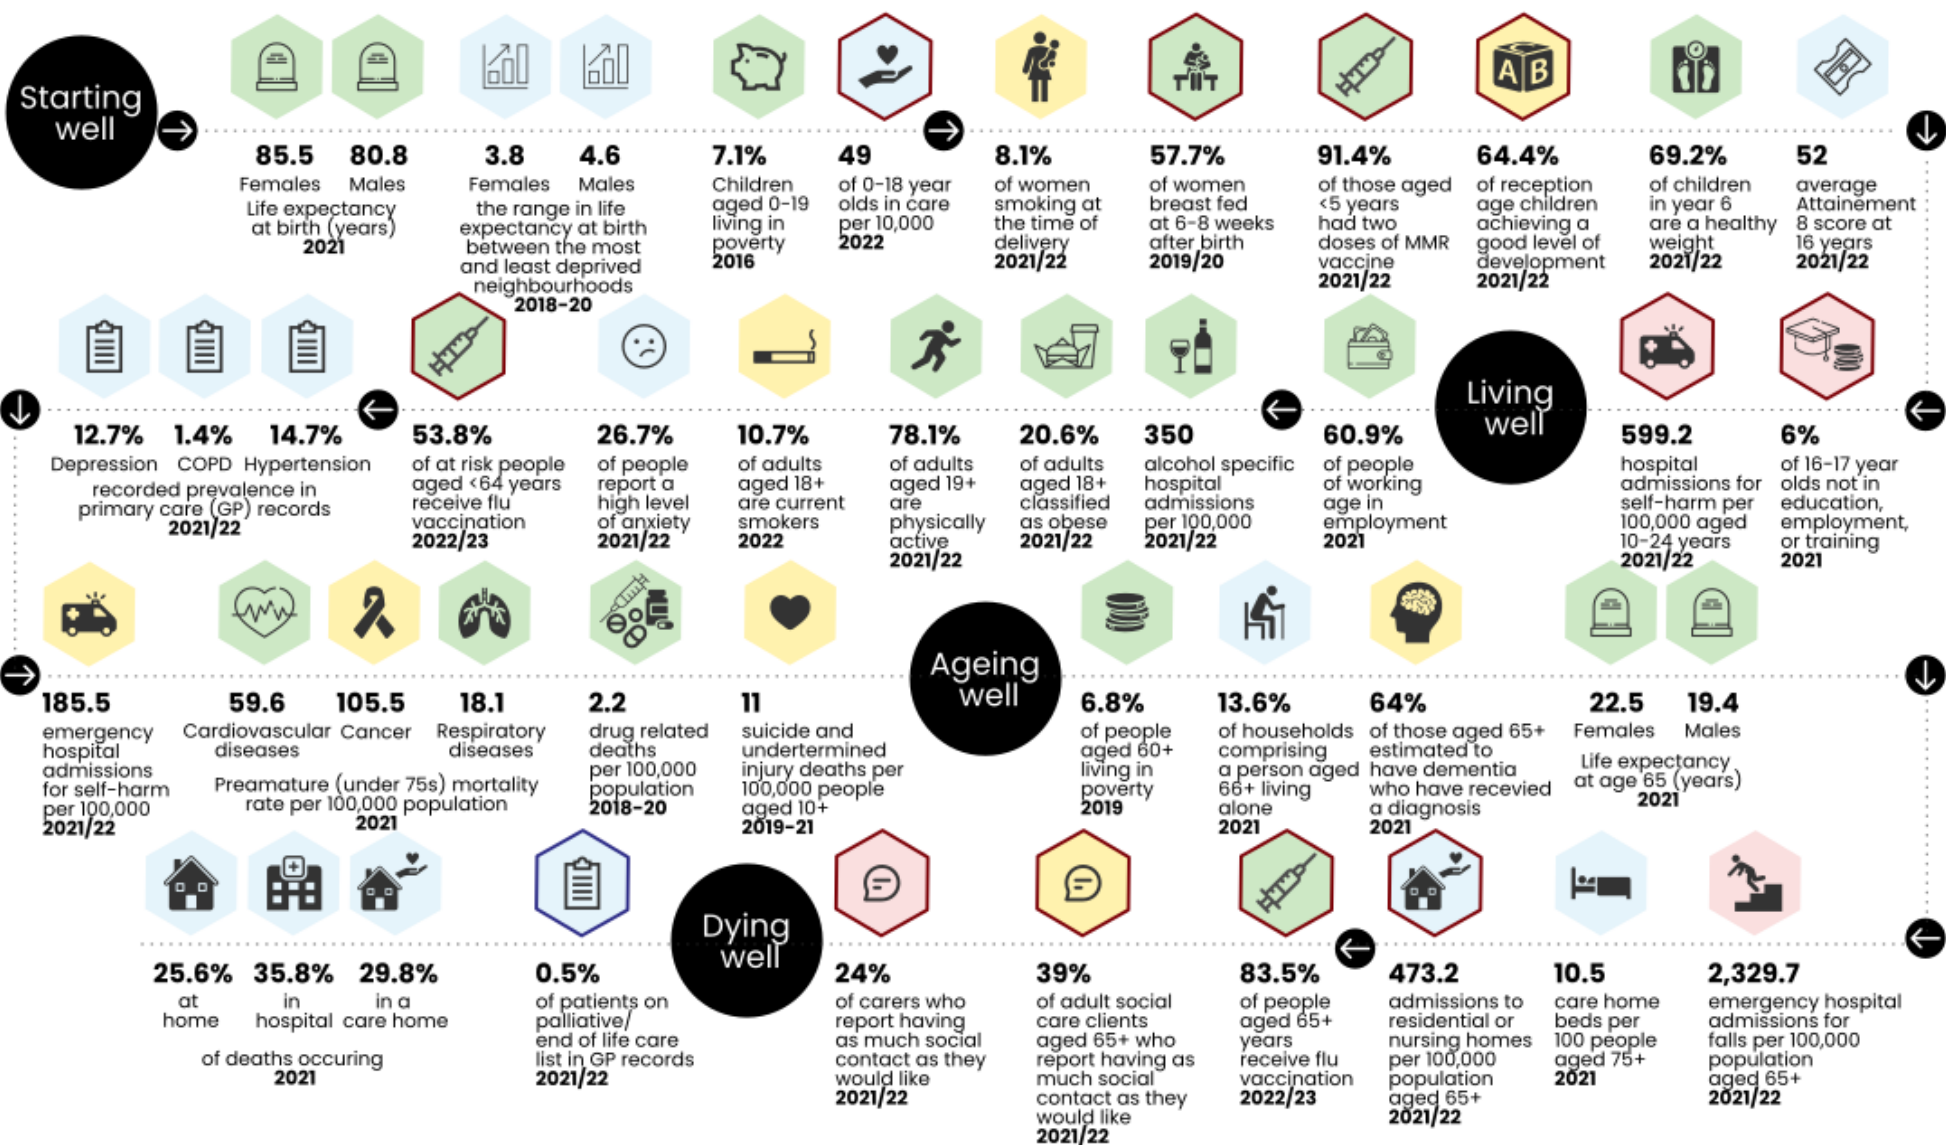 Starting
well
85.5
Females
80.8
Males
Life expectancy
at birth (years)
2021
3.8
Females
4.6
Males
the range in life
expectancy at birth
between the most
and least deprived
neighbourhoods
2018-20
7.1%
Children
aged 0-19
living in
poverty
2016
49
of 0-18 year
olds in care
per 10,000
2022
8.1%
of women
smoking at
the time of
delivery
2021/22
57.7%
of women
breast fed
at 6-8 weeks
after birth
2019/20
91.4%
of those aged
<5 years
had two
doses of MMR
vaccine
2021/22
A B
64.4%
of reception
age children
achieving a
good level of
development
2021/22
69.2%
of children
in year 6
are a healthy
weight
2021/22
52
average
Attainement
8 score at
16 years
2021/22
6%
of 16-17 year
olds not in
education,
employment,
or training
2021
599.2
hospital
admissions for
self-harm per
100,000 aged
10-24 years
2021/22
Living
well
60.9%
of people
of working
age in
employment
2021
350
alcohol specific
hospital
admissions
per 100,000
2021/22
20.6%
of adults
aged 18+
classified
as obese
2021/22
78.1%
of adults
aged 19+
are
physically
active
2021/22
10.7%
of adults
aged 18+
are current
smokers
2022
26.7%
of people
report a
high level
of anxiety
2021/22
53.8%
of at risk people
aged <64 years
receive flu
vaccination
2022/23
12.7%
Depression
1.4%
COPD
14.7%
Hypertension
recorded prevalence in
primary care (GP) records
2021/22
185.5
emergency
hospital
admissions
for self-harm
per 100,000
2021/22
59.6
Cardiovascular
diseases
105.5
Cancer
18.1
Respiratory
diseases
Preamature (under 75s) mortality
rate per 100,000 population
2021
2.2
drug related
deaths
per 100,000
population
2018-20
11
suicide and
undertermined
injury deaths per
100,000 people
aged 10+
2019-21
Ageing
well
6.8%
of people
aged 60+
living in
poverty
2019
13.6%
of households
comprising
a person aged
66+ living
alone
2021
64%
of those aged 65+
estimated to
have dementia
who have recevied
a diagnosis
2021
22.5
Females
19.4
Males
Life expectancy
at age 65 (years)
2021
2,329.7
emergency hospital
admissions for
falls per 100,000
population
aged 65+
2021/22
10.5
care home
beds per
100 people
aged 75+
2021
473.2
admissions to
residential or
nursing homes
per 100,000
population
aged 65+
2021/22
83.5%
of people
aged 65+
years
receive flu
vaccination
2022/23
39%
of adult social
care clients
aged 65+ who
report having as
much social
contact as they
would like
2021/22
24%
of carers who
report having
as much social
contact as they
would like
2021/22
Dying
well
0.5%
of patients on
palliative/
end of life care
list in GP records
2021/22
25.6%
at
home
35.8%
in
hospital
29.8%
in a
care home
of deaths occuring
2021